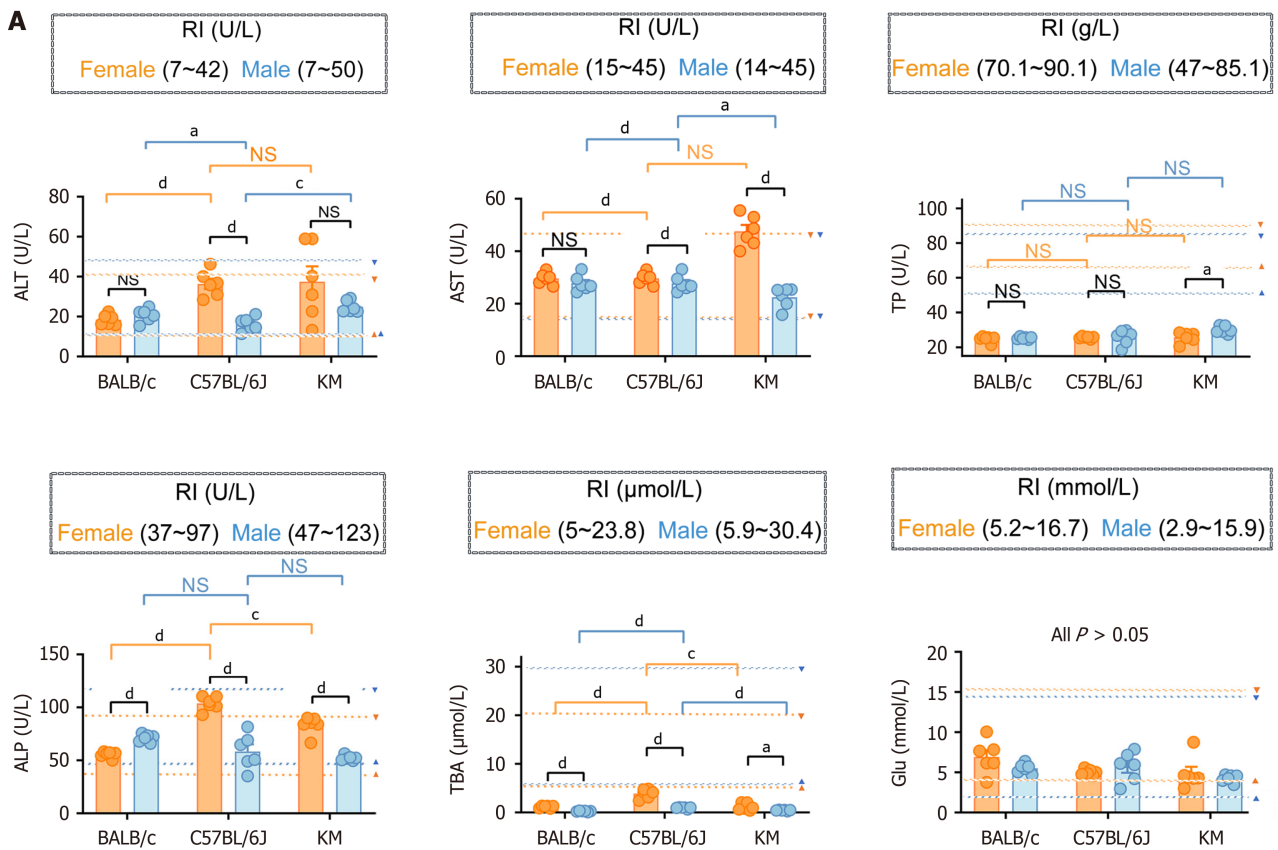 A
RI (U/L)
Female (7~42) Male (7~50)
a
NS
d
c
d
NS
NS
80
60
40
20
0
ALT (U/L)
BALB/c
C57BL/6J
KM
RI (U/L)
Female (15~45) Male (14~45)
a
d
NS
d
d
NS
d
60
40
20
0
AST (U/L)
BALB/c
C57BL/6J
KM
RI (g/L)
Female (70.1~90.1) Male (47~85.1)
NS
NS
NS
NS
NS
NS
a
100
80
60
40
20
TP (U/L)
BALB/c
C57BL/6J
KM
RI (U/L)
Female (37~97) Male (47~123)
NS
NS
c
d
d
d
d
150
100
50
0
ALP (U/L)
BALB/c
C57BL/6J
KM
RI (μmol/L)
Female (5~23.8) Male (5.9~30.4)
d
c
d
d
d
d
a
30
20
10
0
TBA (μmol/L)
BALB/c
C57BL/6J
KM
RI (mmol/L)
Female (5.2~16.7) Male (2.9~15.9)
All P > 0.05
20
15
10
5
0
Glu (mmol/L)
BALB/c
C57BL/6J
KM